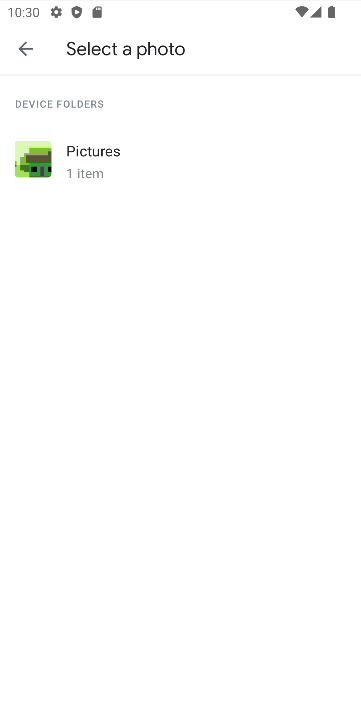 10:30
Select a photo
DEVICE FOLDERS
Pictures
1 item